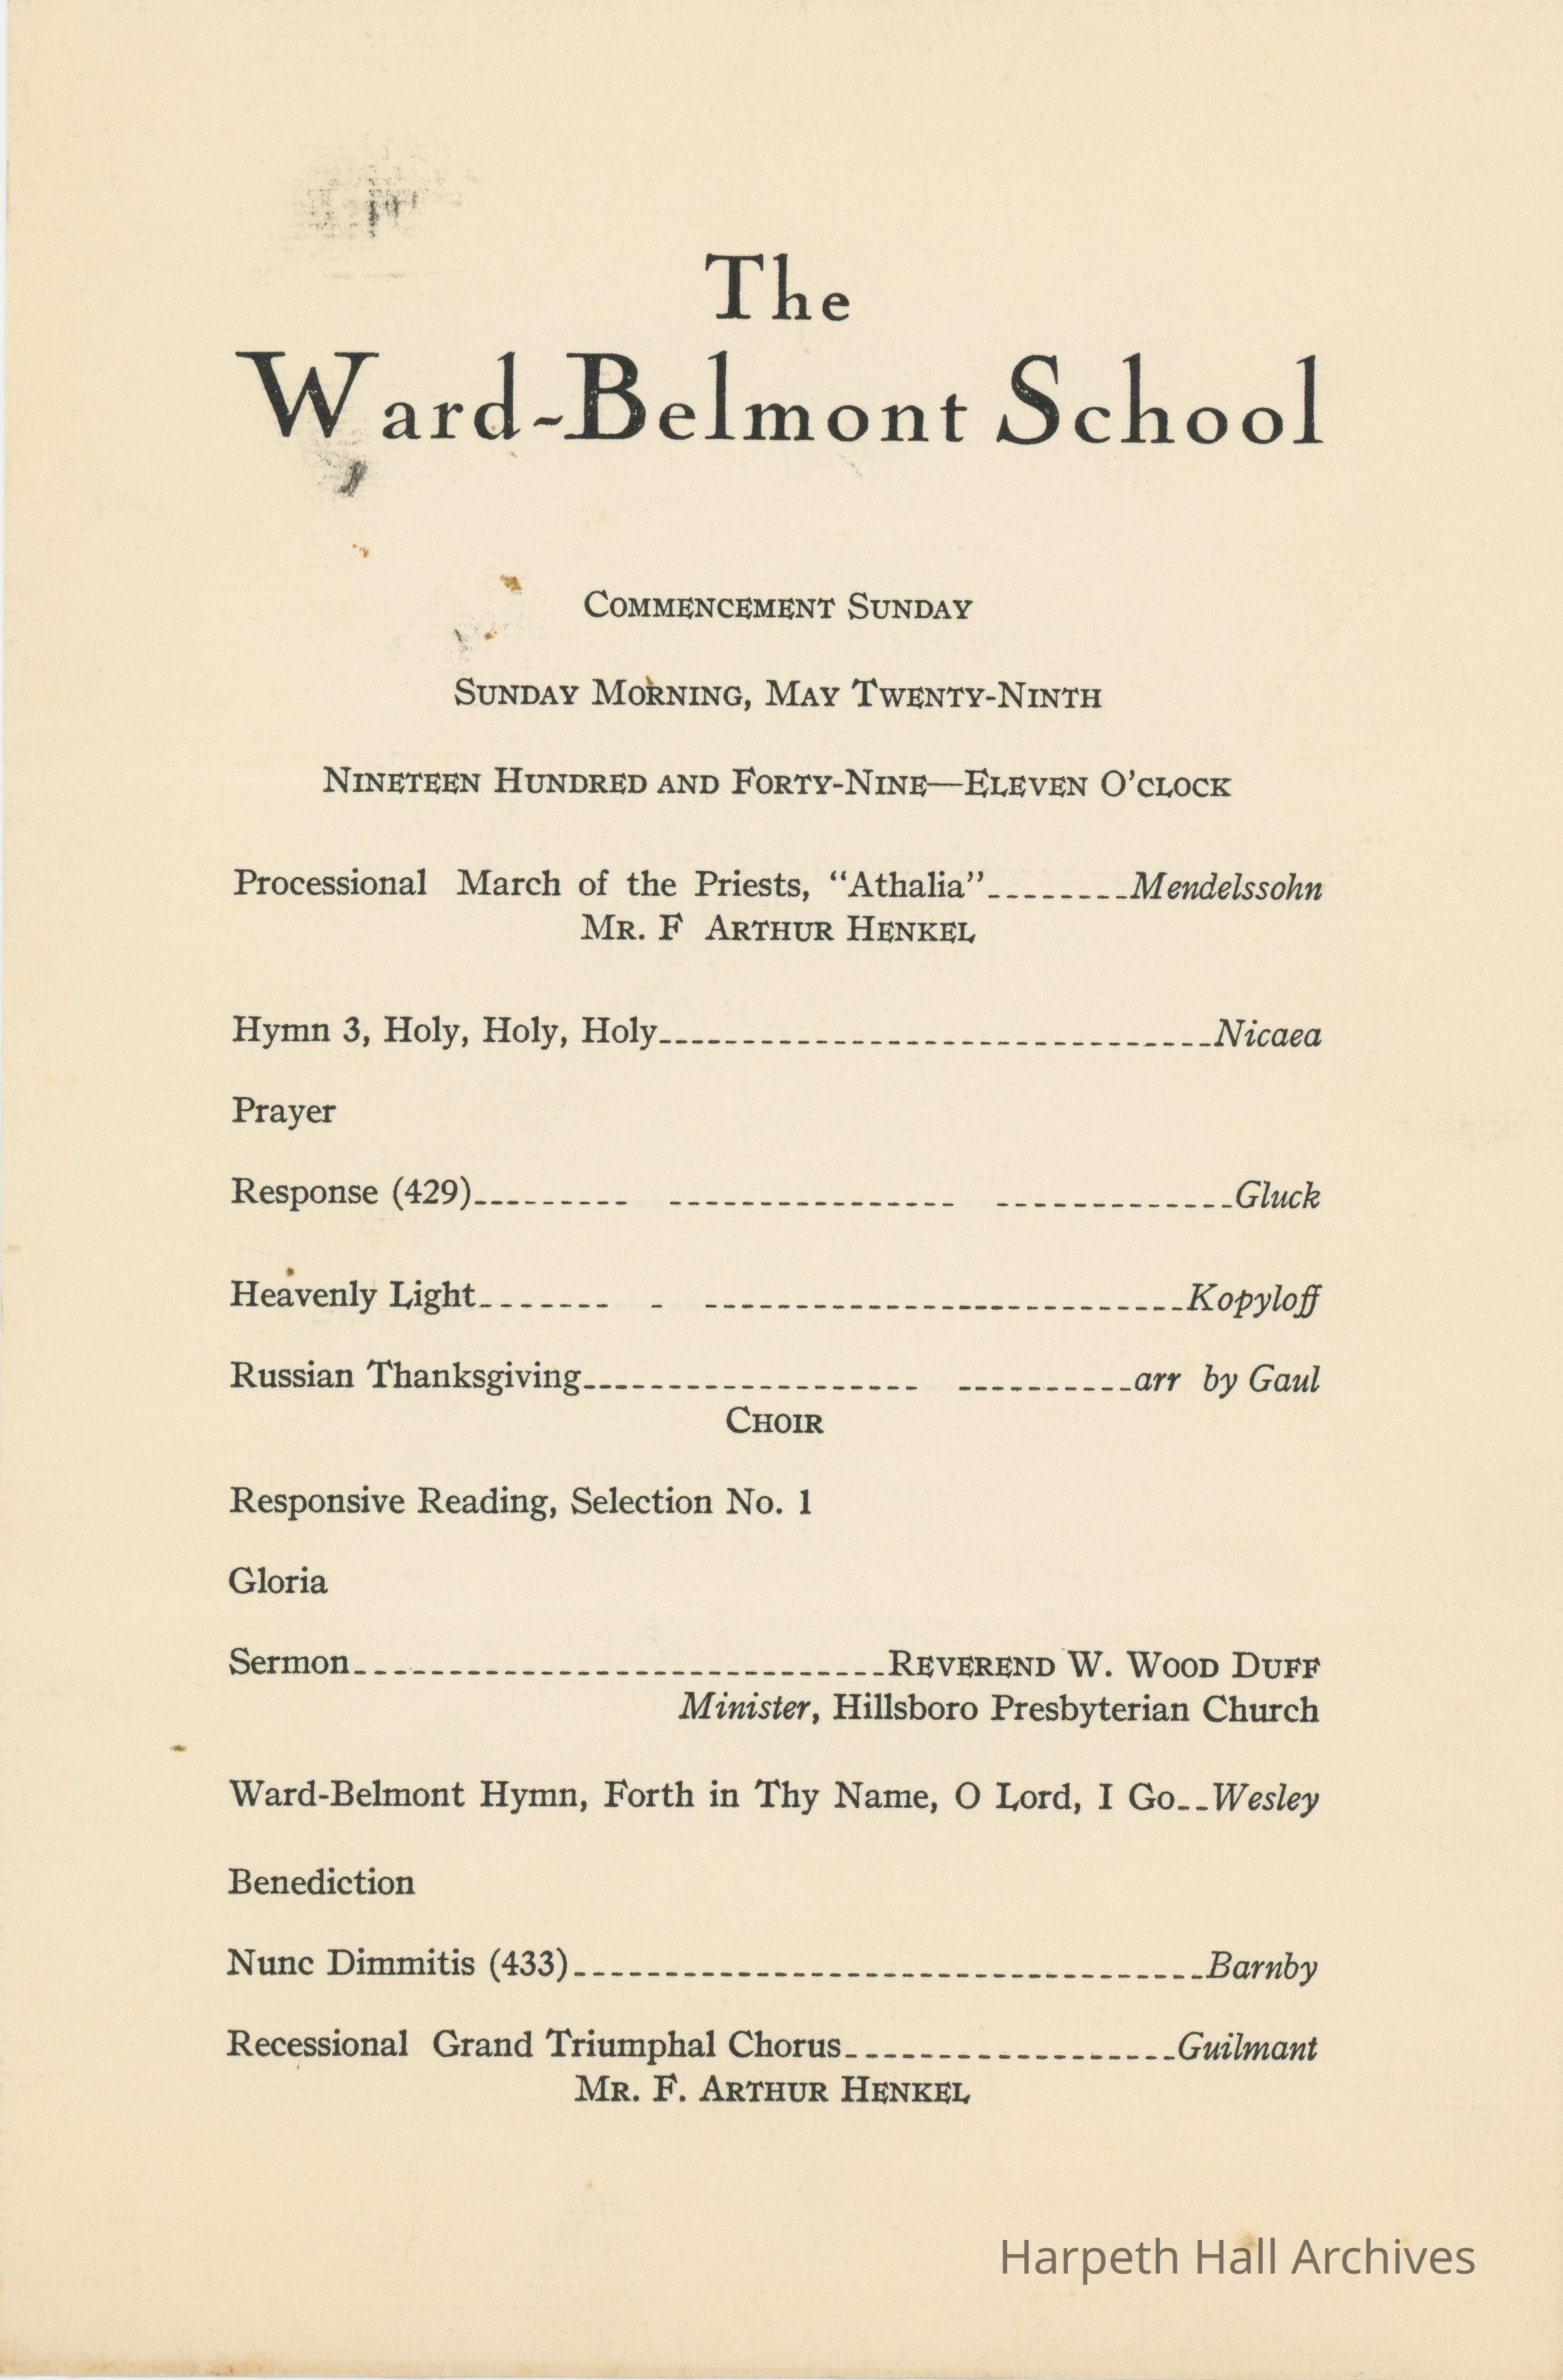 The
Ward-Belmont School
Commencement Sunday
Sunday Morning, May Twenty-Ninth
Nineteen Hundred and Forty-Nine—Eleven O'clock
Processional March of the Priests, “Athalia”--------Mendelssohn
Mr. F Arthur Henkel
Hymn 3, Holy, Holy, Holy----------------------------------Nicaea
Prayer
Response (429)--------- ---------------- -------------Gluck
Heavenly Light------- - -----------------------------Kopyloff
Russian Thanksgiving------------------- ----------arr by Gaul
Choir
Responsive Reading, Selection No. 1
Gloria
Sermon------------------------------Reverend W. Wood Duff
Minister, Hillsboro Presbyterian Church
Ward-Belmont Hymn, Forth in Thy Name, O Lord, I Go--Wesley
Benediction
Nunc Dimmitis (433)------------------------------------Barnby
Recessional Grand Triumphal Chorus-------------------Guilmant
Mr. F. Arthur Henkel
Harpeth Hall Archives